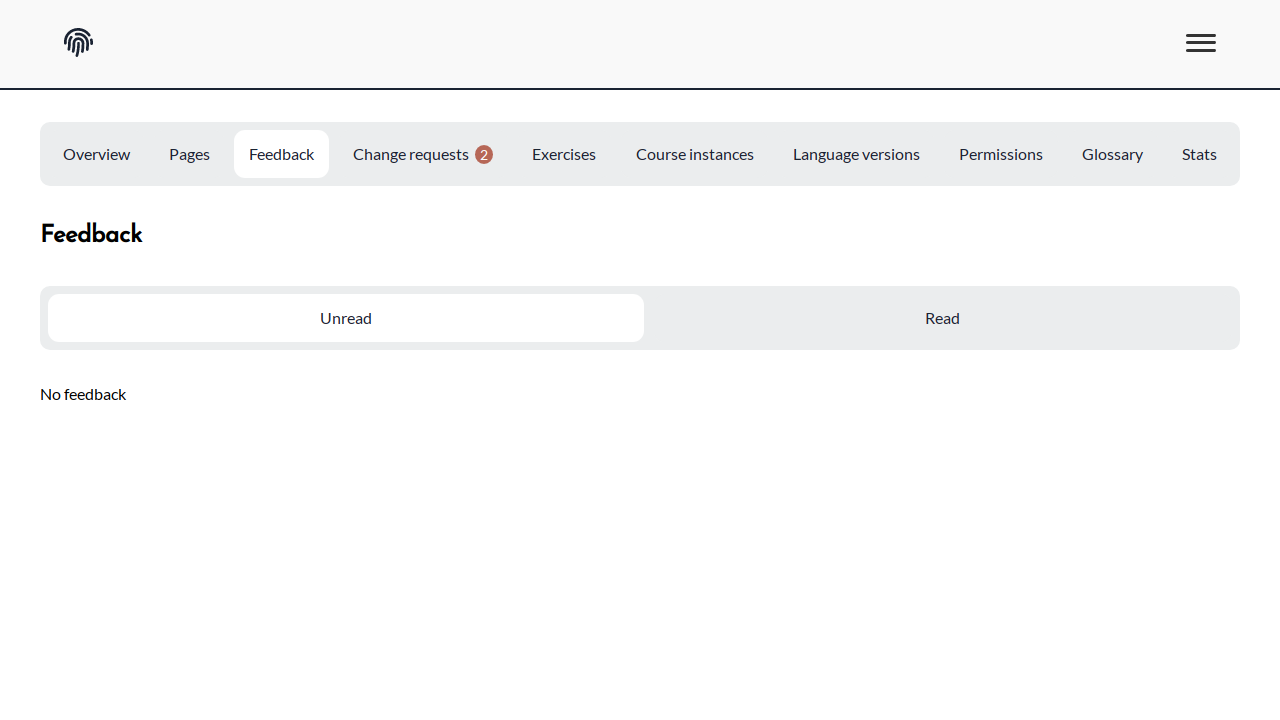 Overview Pages Feedback Change requests 2 Exercises Course instances Language versions Permissions Glossary Stats
Feedback
Unread Read
No feedback